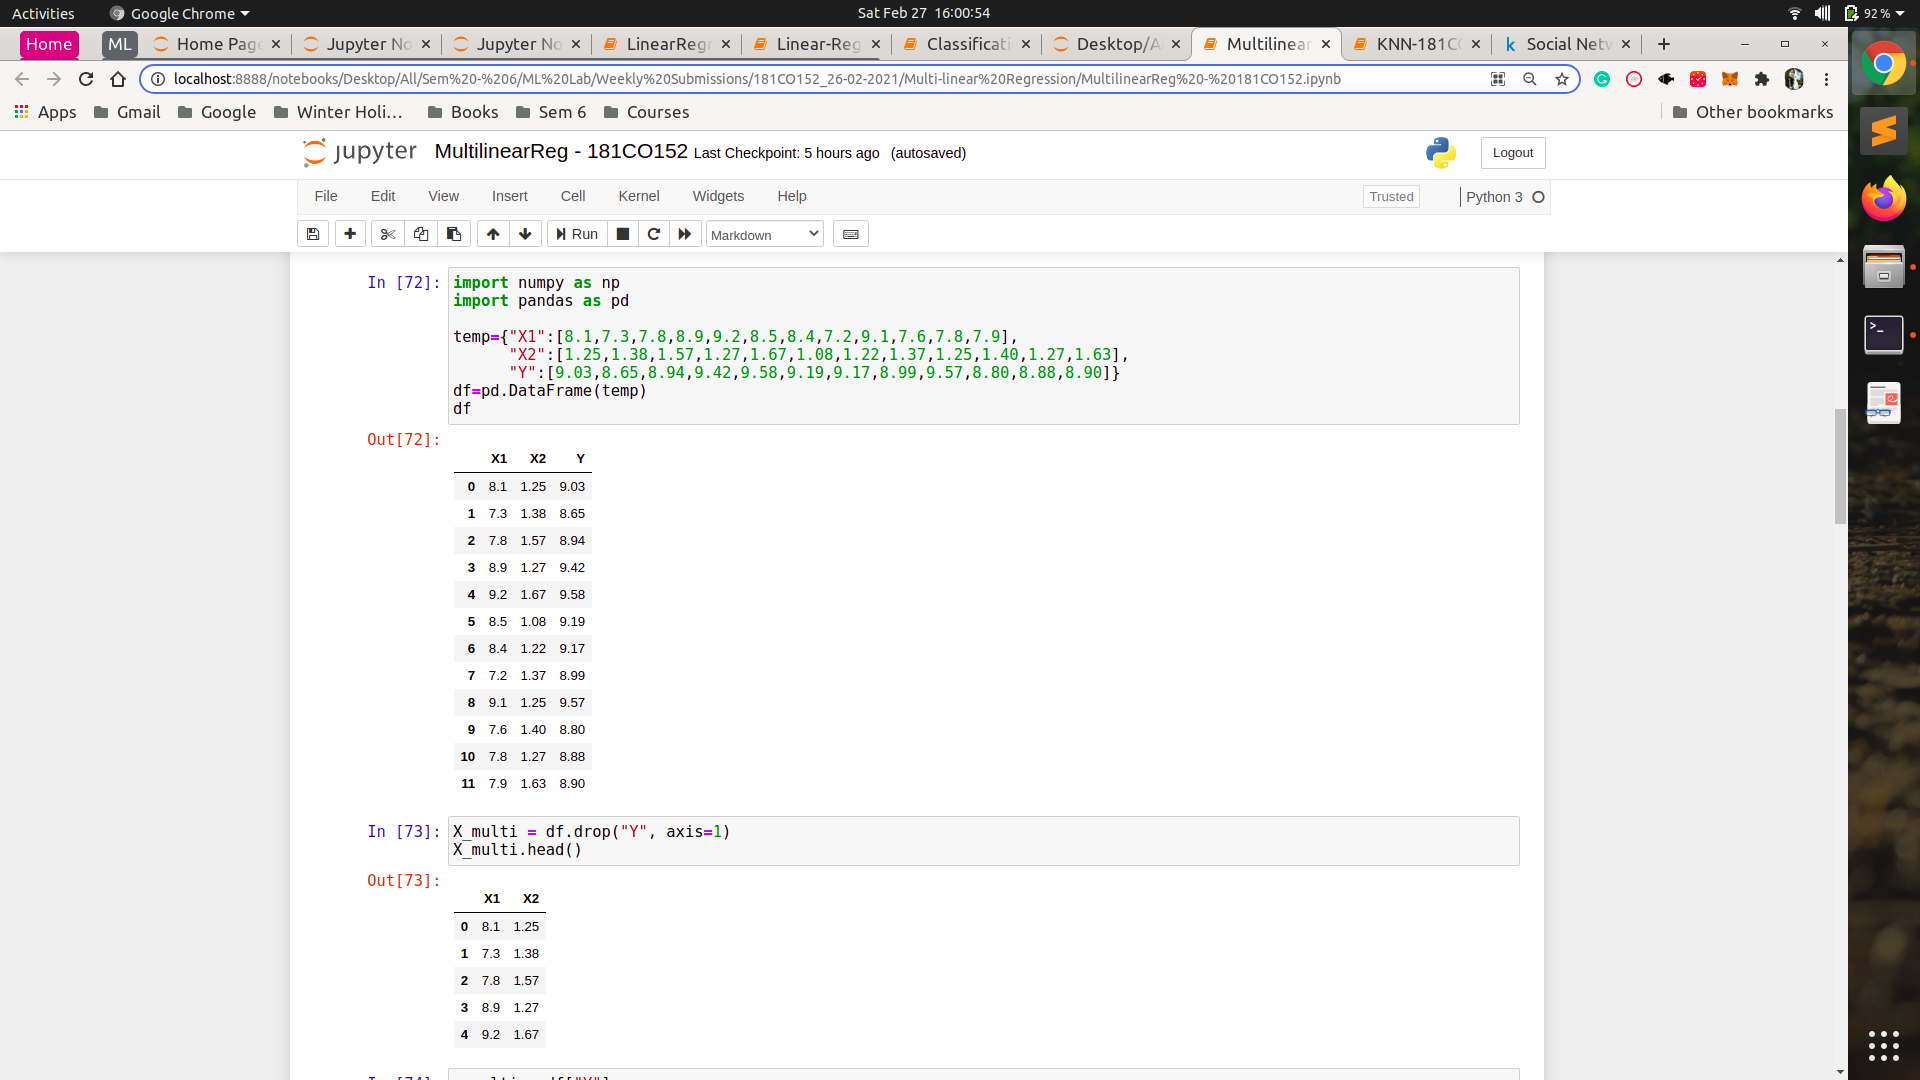 Activities
Google Chrome
Sat Feb 27 16:00:54
92 %
Home
ML
Home Page
Jupyter No
Jupyter No
LinearRegr
Linear-Reg
Classificati
Desktop/A
Multilinear
KNN-181CO
Social Netw
localhost:8888/notebooks/Desktop/All/Sem%20-%206/ML%20Lab/Weekly%20Submissions/181CO152_26-02-2021/Multi-linear%20Regression/MultilinearReg%20-%20181CO152.ipynb
Apps
Gmail
Google
Winter Holi…
Books
Sem 6
Courses
Other bookmarks
jupyter
MultilinearReg - 181CO152 Last Checkpoint: 5 hours ago (autosaved)
Logout
File Edit View Insert Cell Kernel Widgets Help
Trusted
Python 3
Run
Markdown
In [72]:
import numpy as np
import pandas as pd
temp={"X1":[8.1,7.3,7.8,8.9,9.2,8.5,8.4,7.2,9.1,7.6,7.8,7.9],
"X2":[1.25,1.38,1.57,1.27,1.67,1.08,1.22,1.37,1.25,1.40,1.27,1.63],
"Y":[9.03,8.65,8.94,9.42,9.58,9.19,9.17,8.99,9.57,8.80,8.88,8.90]}
df=pd.DataFrame(temp)
df
Out[72]:
X1 X2 Y
0 8.1 1.25 9.03
1 7.3 1.38 8.65
2 7.8 1.57 8.94
3 8.9 1.27 9.42
4 9.2 1.67 9.58
5 8.5 1.08 9.19
6 8.4 1.22 9.17
7 7.2 1.37 8.99
8 9.1 1.25 9.57
9 7.6 1.40 8.80
10 7.8 1.27 8.88
11 7.9 1.63 8.90
In [73]:
X_multi = df.drop("Y", axis=1)
X_multi.head()
Out[73]:
X1 X2
0 8.1 1.25
1 7.3 1.38
2 7.8 1.57
3 8.9 1.27
4 9.2 1.67